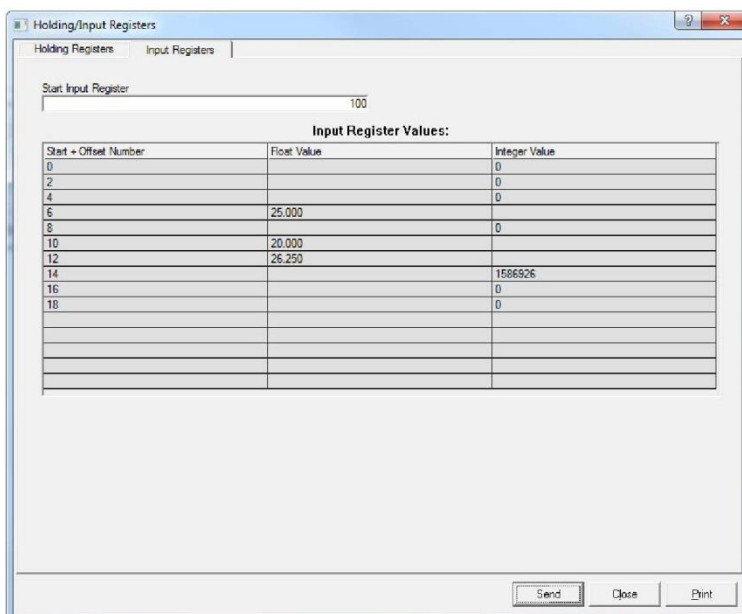 Holding/Input Registers
Holding Registers Input Registers
Start Input Register
100
Input Register Values:
Start + Offset Number Float Value Integer Value
0 0
2 0
4 0
6 25.000
8 0
10 20.000
12 26.250
14 1586926
16 0
18 0
Send Close Print